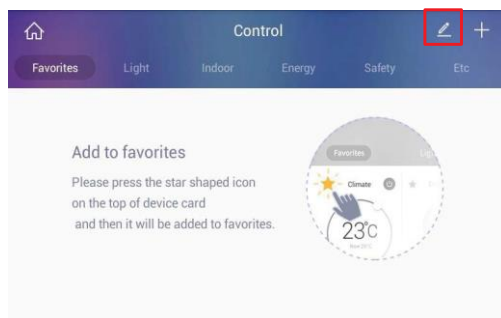 Control
Favorites Light Indoor Energy Safety Etc
Add to favorites
Please press the star shaped icon
on the top of device card
and then it will be added to favorites.
Favorites
Climate
23°C